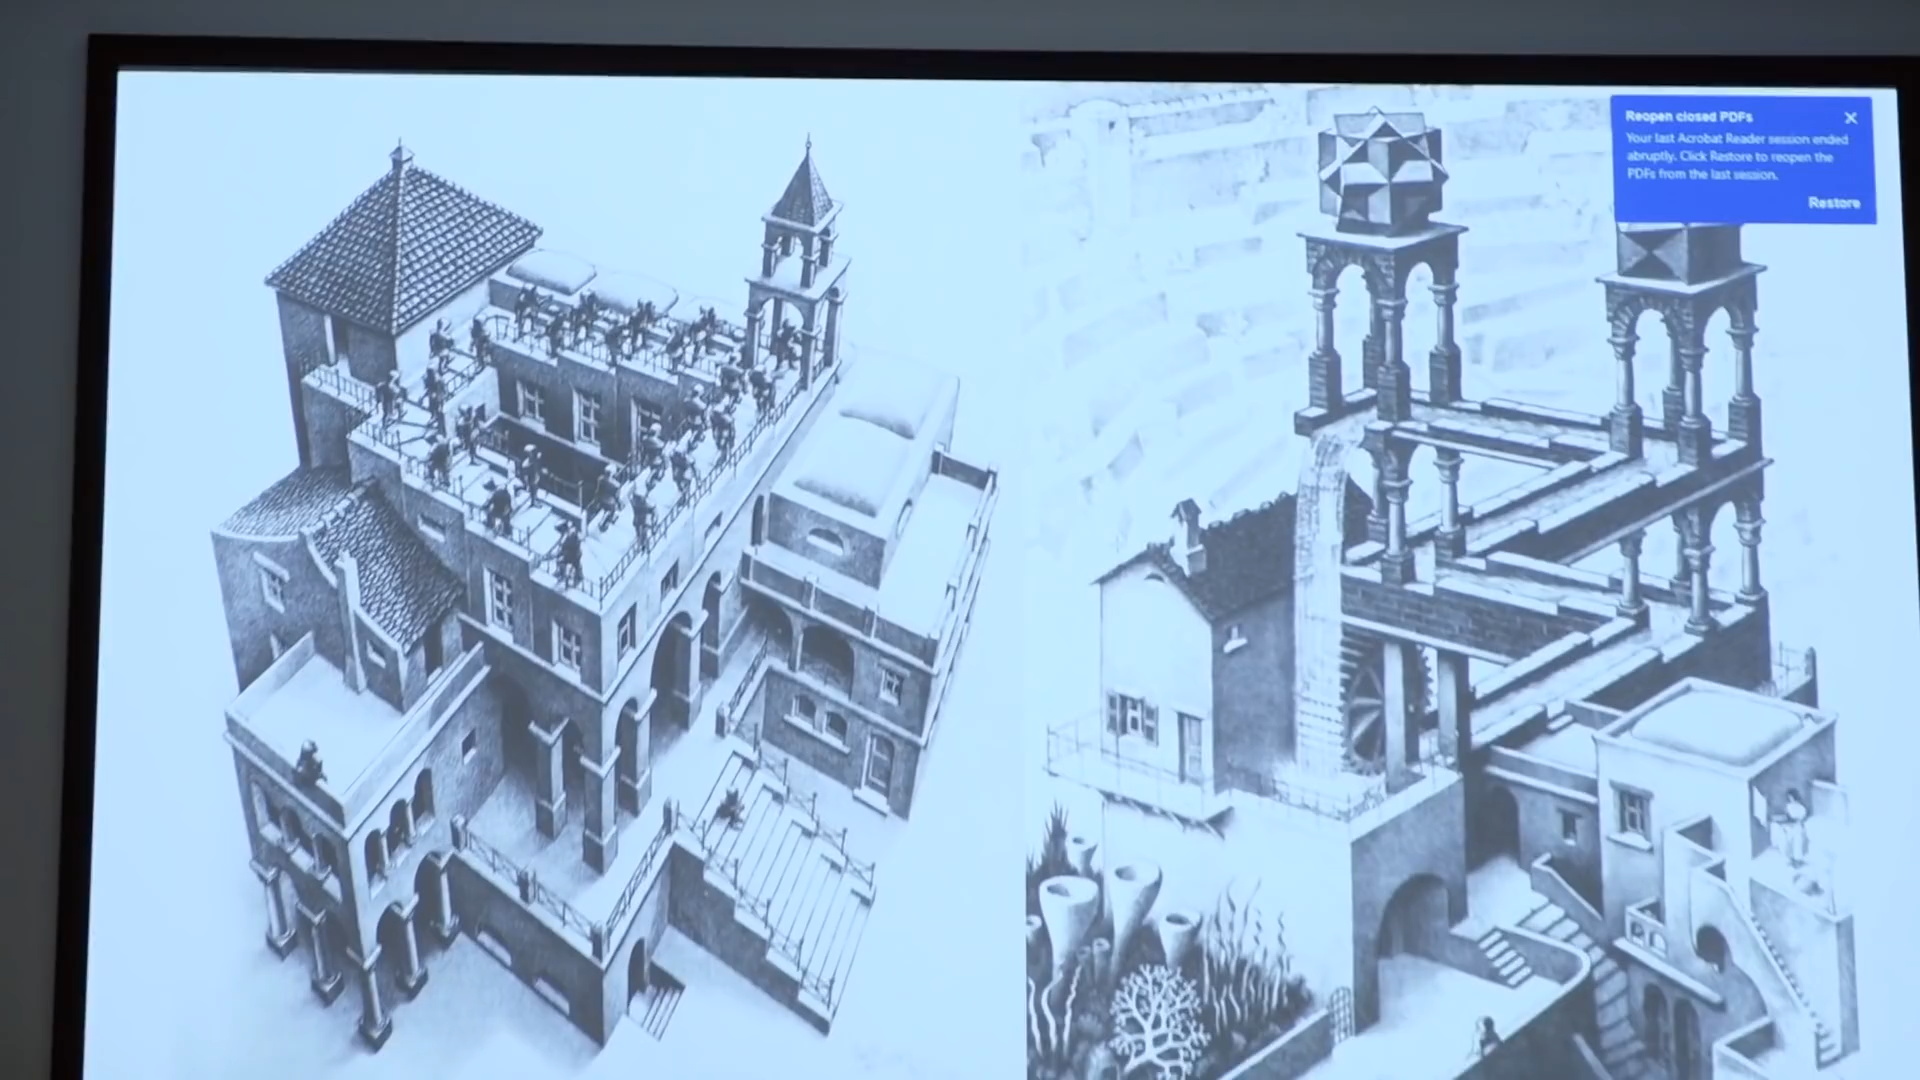 Reopen closed PDFs
Your last Acrobat Reader session ended
abruptly. Click Restore to reopen the
PDFs from the last session.
Restore